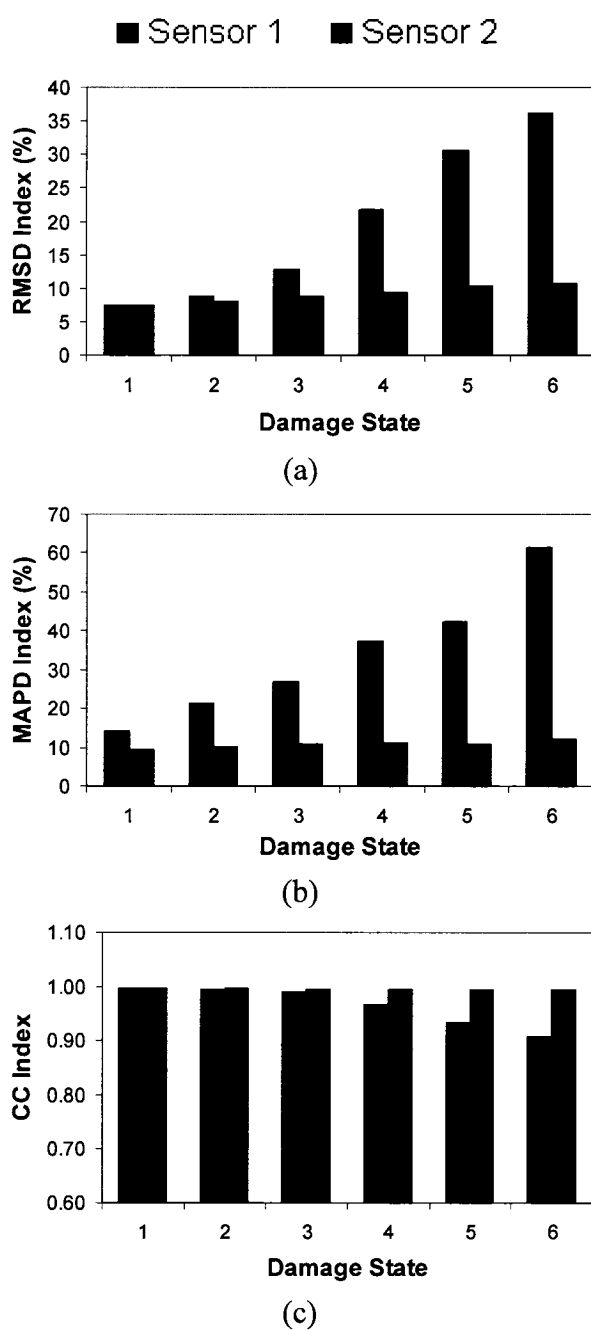 Sensor 1 Sensor 2
40
35
30
25
20
15
10
5
0
RMSD Index (%)
1 2 3 4 5 6
Damage State
(a)
70
60
50
40
30
20
10
0
MAPD Index (%)
1 2 3 4 5 6
Damage State
(b)
1.10
1.00
0.90
0.80
0.70
0.60
CC Index
1 2 3 4 5 6
Damage State
(c)